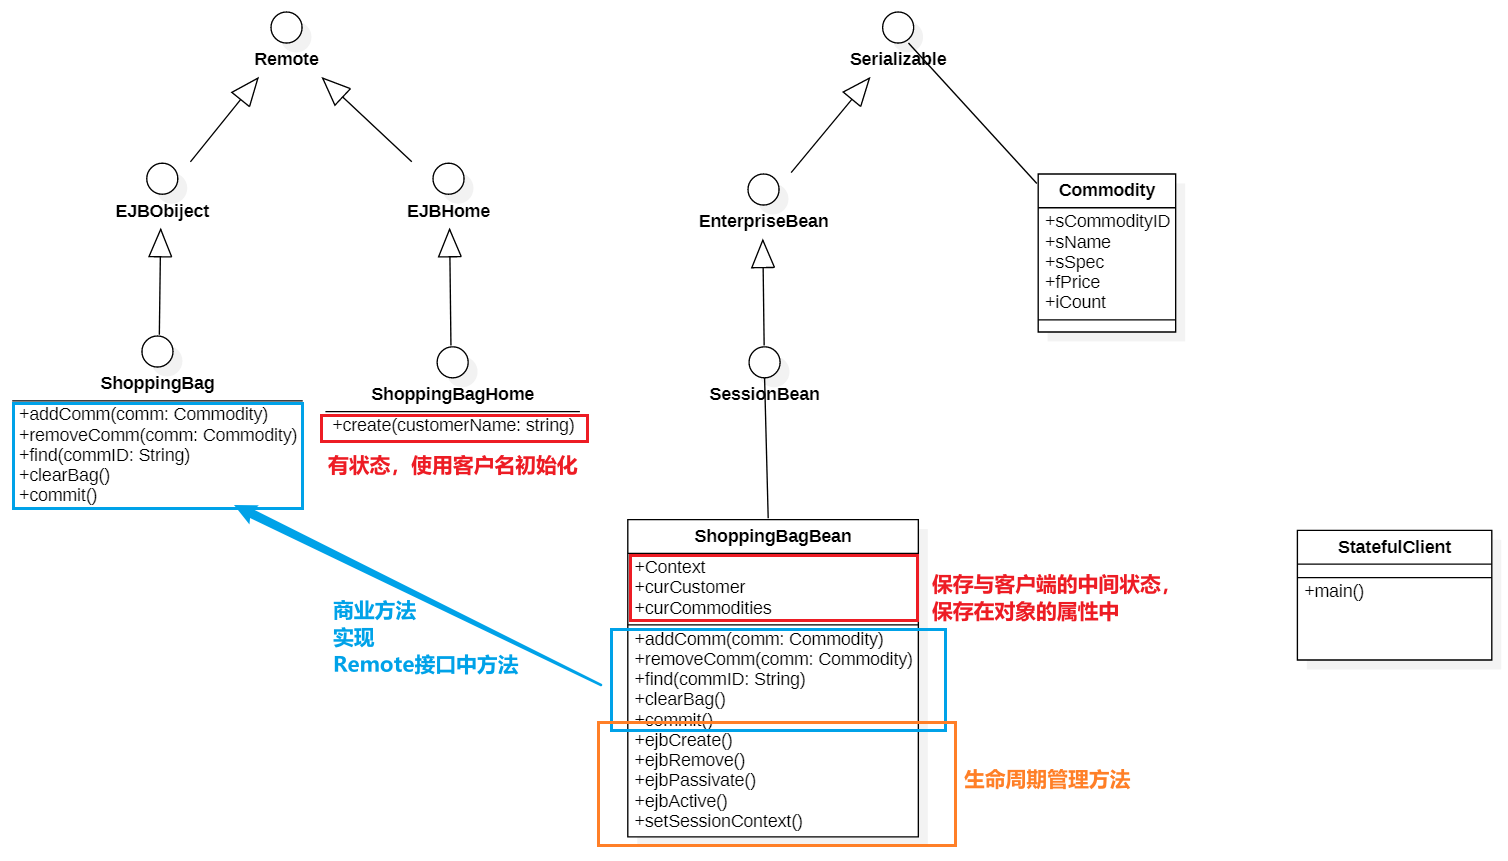 Remote
Serializable
EJBObiject
EJBHome
EnterpriseBean
Commodity
+sCommodityID
+sName
+sSpec
+fPrice
+iCount
ShoppingBag
+addComm(comm: Commodity)
+removeComm(comm: Commodity)
+find(commID: String)
+clearBag()
+commit()
ShoppingBagHome
+create(customerName: string)
有状态，使用客户名初始化
SessionBean
ShoppingBagBean
+Context
+curCustomer
+curCommodities
+addComm(comm: Commodity)
+removeComm(comm: Commodity)
+find(commID: String)
+clearBag()
+commit()
+ejbCreate()
+ejbRemove()
+ejbPassivate()
+ejbActive()
+setSessionContext()
保存与客户端的中间状态，
保存在对象的属性中
商业方法
实现
Remote接口中方法
生命周期管理方法
StatefulClient
+main()